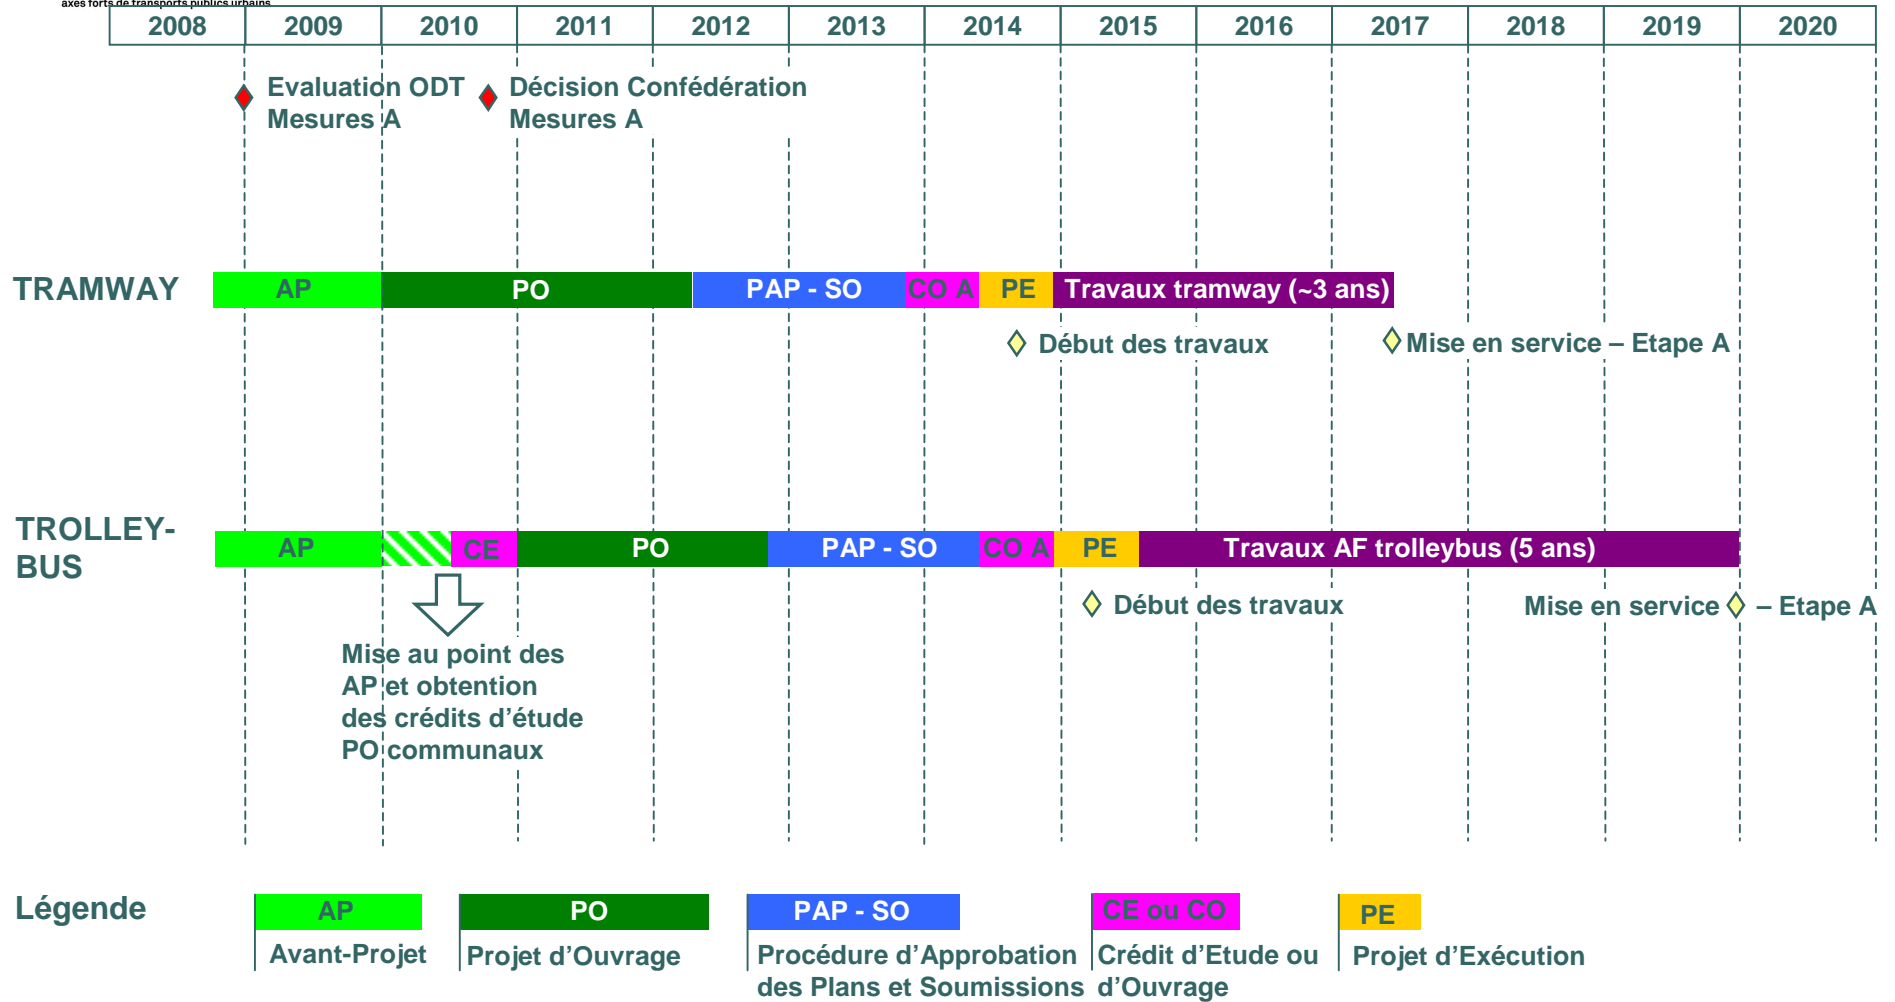 axes forts de transports publics urbains
2008 2009 2010 2011 2012 2013 2014 2015 2016 2017 2018 2019 2020
Evaluation ODT
Mesures A
Décision Confédération
Mesures A
TRAMWAY
AP PO PAP - SO CO A PE Travaux tramway (~3 ans)
Début des travaux
Mise en service – Etape A
TROLLEY-
BUS
AP CE PO PAP - SO CO A PE Travaux AF trolleybus (5 ans)
Début des travaux
Mise en service – Etape A
Mise au point des
AP et obtention
des crédits d’étude
PO communaux
Légende
AP
Avant-Projet
PO
Projet d’Ouvrage
PAP - SO
Procédure d’Approbation
des Plans et Soumissions
CE ou CO
Crédit d’Etude ou
d’Ouvrage
PE
Projet d’Exécution